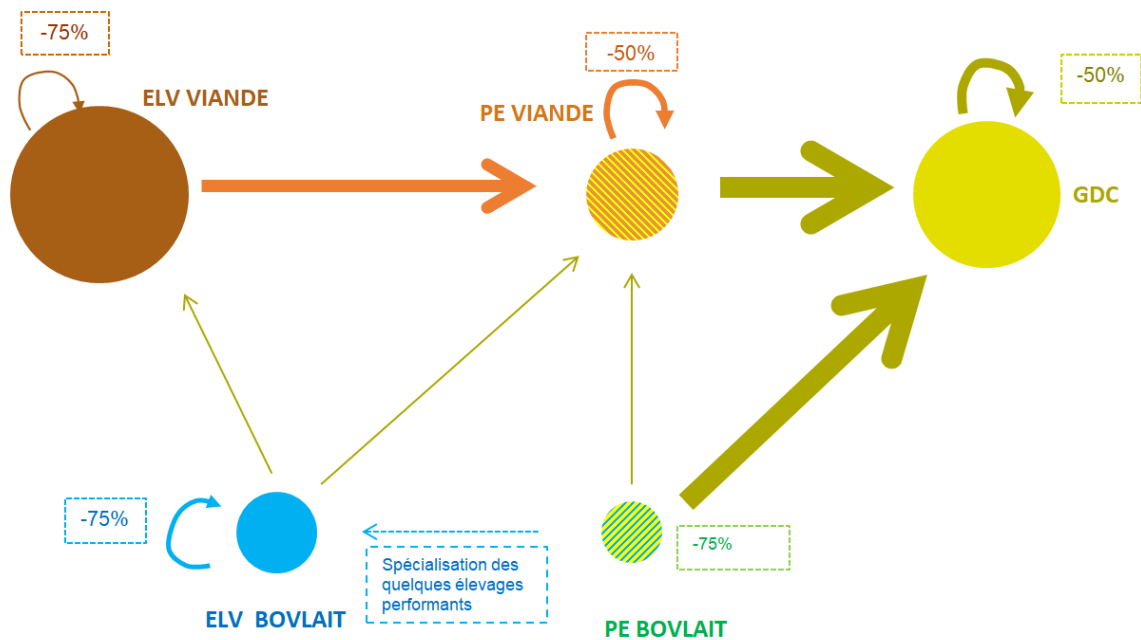 -75%
ELV VIANDE
-50%
PE VIANDE
-50%
GDC
-75%
Spécialisation des
quelques élevages
performants
-75%
ELV BOVLAIT
PE BOVLAIT